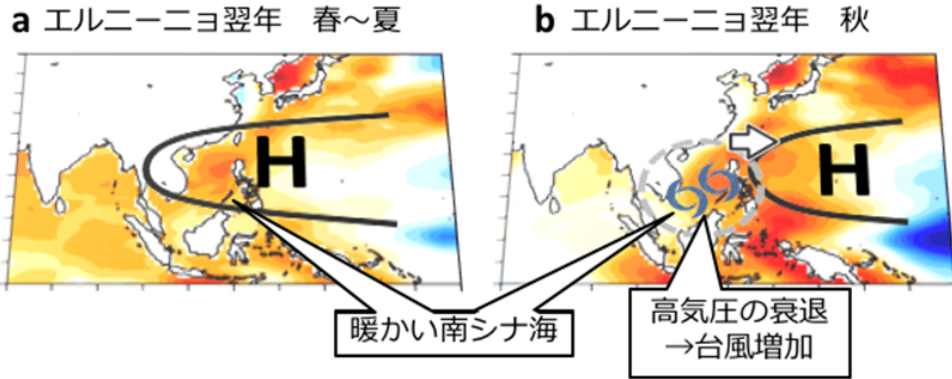 a エルニーニョ翌年 春～夏
b エルニーニョ翌年 秋
H
H
暖かい南シナ海
高気圧の衰退
→台風増加